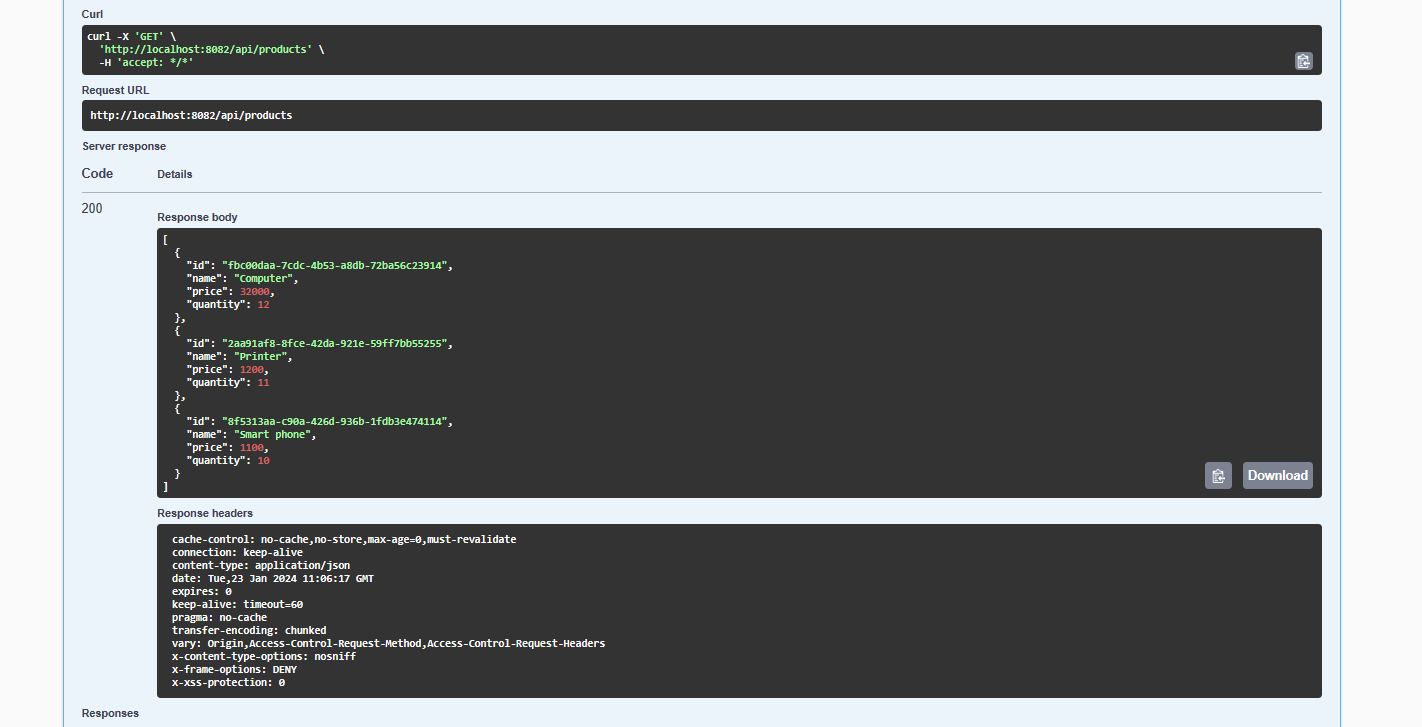 Curl
curl -X 'GET' \
  'http://localhost:8082/api/products' \
  -H 'accept: */*'
Request URL
http://localhost:8082/api/products
Server response
Code Details
200
Response body
[
  {
    "id": "fbc00daa-7cdc-4b53-a8db-72ba56c23914",
    "name": "Computer",
    "price": 32000,
    "quantity": 12
  },
  {
    "id": "2aa91af8-8fce-42da-921e-59ff7bb55255",
    "name": "Printer",
    "price": 1200,
    "quantity": 11
  },
  {
    "id": "8f5313aa-c90a-426d-936b-1fdb3e474114",
    "name": "Smart phone",
    "price": 1100,
    "quantity": 10
  }
]
Download
Response headers
cache-control: no-cache,no-store,max-age=0,must-revalidate
connection: keep-alive
content-type: application/json
date: Tue,23 Jan 2024 11:06:17 GMT
expires: 0
keep-alive: timeout=60
pragma: no-cache
transfer-encoding: chunked
vary: Origin,Access-Control-Request-Method,Access-Control-Request-Headers
x-content-type-options: nosniff
x-frame-options: DENY
x-xss-protection: 0
Responses